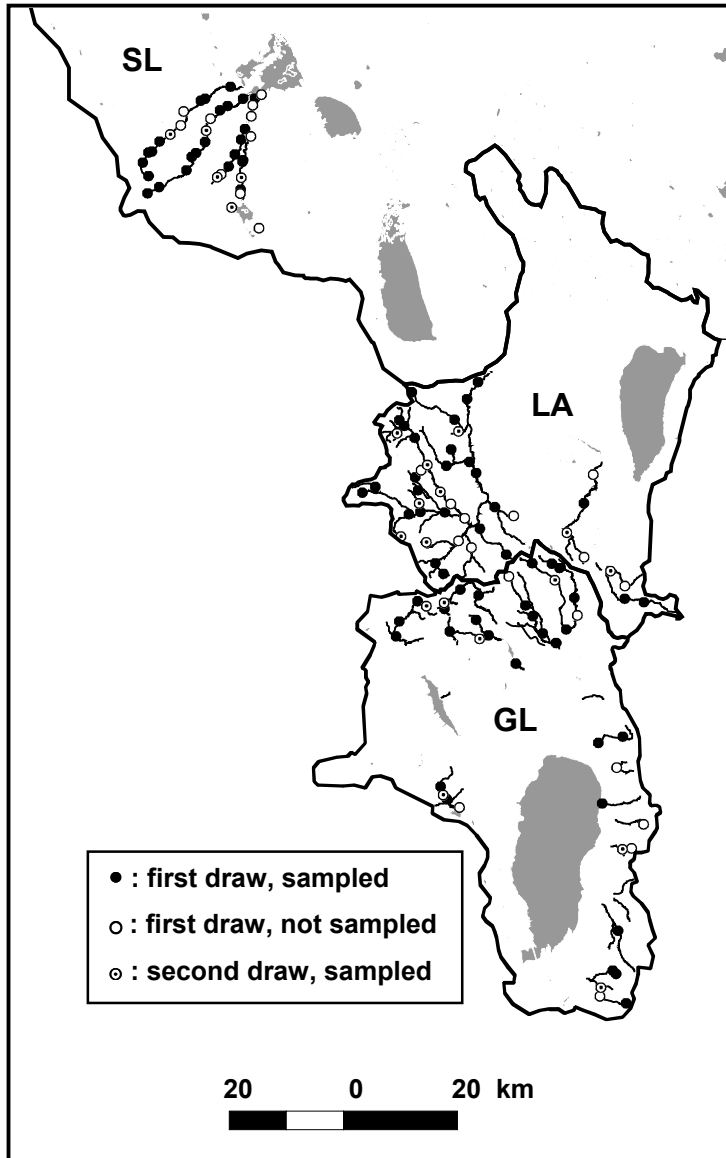 SL
LA
GL
: first draw, sampled
: first draw, not sampled
: second draw, sampled
20 0 20 km